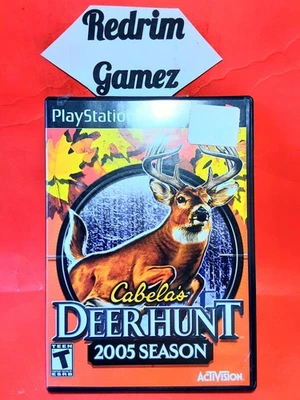 Redrim
Gamez
PlayStation
Cabela's
DEER HUNT
2005 SEASON
TEEN
T
ESRB
ACTIVISION